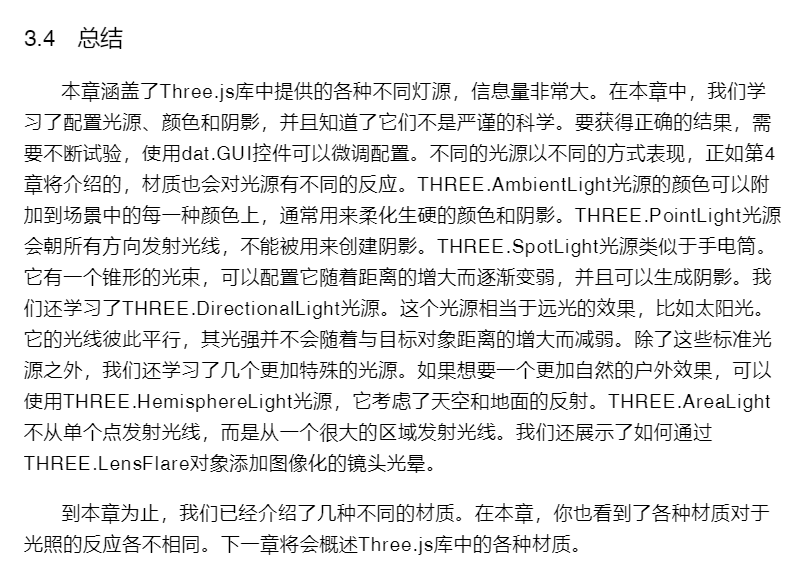 3.4 总结
本章涵盖了Three.js库中提供的各种不同灯源，信息量非常大。在本章中，我们学
习了配置光源、颜色和阴影，并且知道了它们不是严谨的科学。要获得正确的结果，需
要不断试验，使用dat.GUI控件可以微调配置。不同的光源以不同的方式表现，正如第4
章将介绍的，材质也会对光源有不同的反应。THREE.AmbientLight光源的颜色可以附
加到场景中的每一种颜色上，通常用来柔化生硬的颜色和阴影。THREE.PointLight光源
会朝所有方向发射光线，不能被用来创建阴影。THREE.SpotLight光源类似于手电筒。
它有一个锥形的光束，可以配置它随着距离的增大而逐渐变弱，并且可以生成阴影。我
们还学习了THREE.DirectionalLight光源。这个光源相当于远光的效果，比如太阳光。
它的光线彼此平行，其光强并不会随着与目标对象距离的增大而减弱。除了这些标准光
源之外，我们还学习了几个更加特殊的光源。如果想要一个更加自然的户外效果，可以
使用THREE.HemisphereLight光源，它考虑了天空和地面的反射。THREE.AreaLight
不从单个点发射光线，而是从一个很大的区域发射光线。我们还展示了如何通过
THREE.LensFlare对象添加图像化的镜头光晕。
到本章为止，我们已经介绍了几种不同的材质。在本章，你也看到了各种材质对于
光照的反应各不相同。下一章将会概述Three.js库中的各种材质。